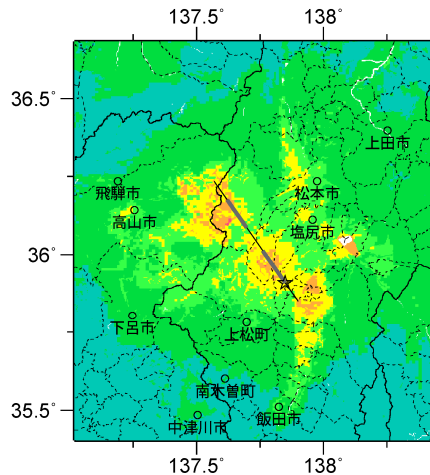 137.5˚
138˚
36.5˚
上田市
飛騨市
松本市
高山市
塩尻市
36˚
下呂市
上松町
南木曽町
35.5˚
中津川市
飯田市
137.5˚
138˚